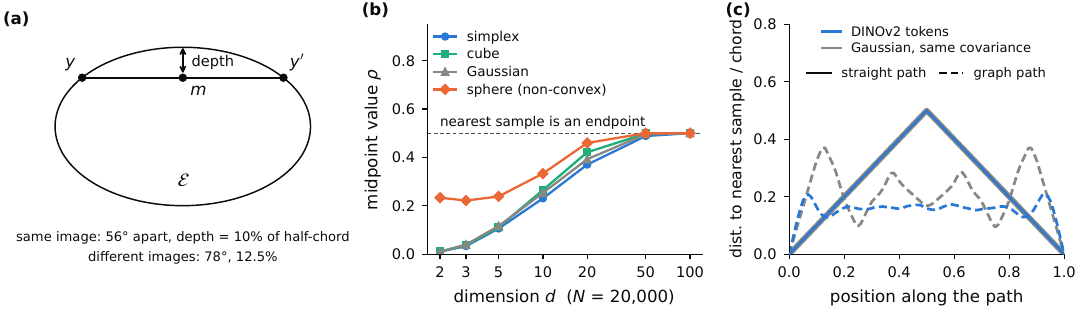 (a)
y
y′
depth
m
ℰ
same image: 56° apart, depth = 10% of half-chord
different images: 78°, 12.5%
(b)
midpoint value ρ
0.8
0.6
0.4
0.2
0.0
simplex
cube
Gaussian
sphere (non-convex)
nearest sample is an endpoint
2 3 5 10 20 50 100
dimension d (N = 20,000)
(c)
dist. to nearest sample / chord
0.8
0.6
0.4
0.2
0.0
DINOv2 tokens
Gaussian, same covariance
straight path graph path
0.0 0.2 0.4 0.6 0.8 1.0
position along the path